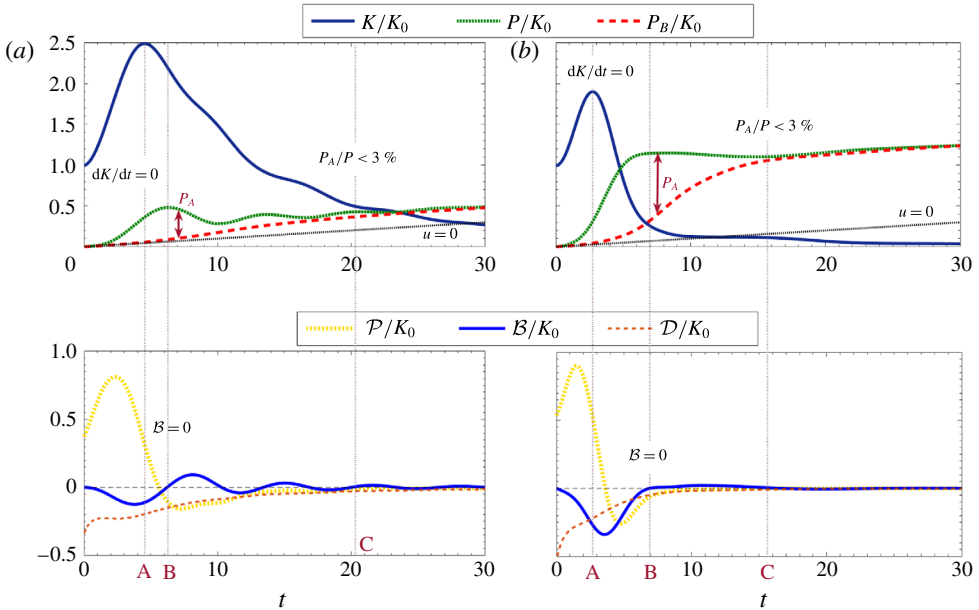 K/K₀ P/K₀ P_B/K₀
(a) (b)
2.5
2.0
1.5
1.0
0.5
dK/dt = 0
P_A/P < 3 %
P_A
u = 0
0 10 20 30
dK/dt = 0
P_A/P < 3 %
P_A
u = 0
0 10 20 30
𝒫/K₀ ℬ/K₀ 𝒟/K₀
1.0
0.5
0
−0.5
ℬ = 0
C
0 A B 10 20 30
t
ℬ = 0
0 A B 10 C 20 30
t